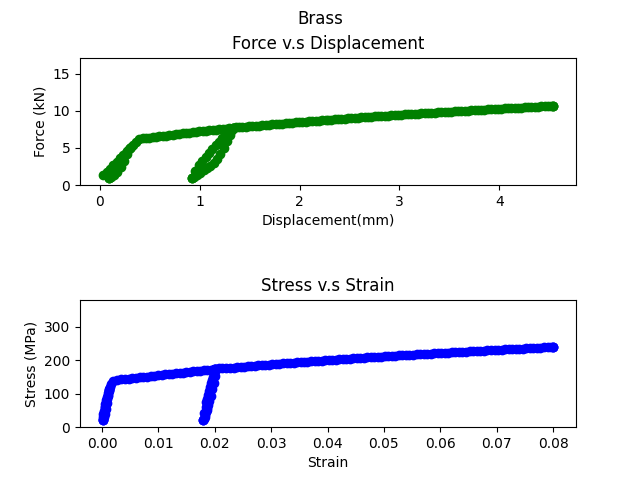 Brass
Force v.s Displacement
Force (kN)
15
10
5
0
0 1 2 3 4
Displacement(mm)
Stress v.s Strain
Stress (MPa)
300
200
100
0
0.00 0.01 0.02 0.03 0.04 0.05 0.06 0.07 0.08
Strain